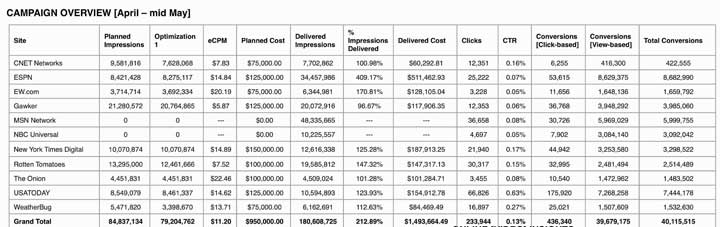 CAMPAIGN OVERVIEW [April – mid May]
Site Planned Impressions Optimization 1 eCPM Planned Cost Delivered Impressions % Impressions Delivered Delivered Cost Clicks CTR Conversions [Click-based] Conversions [View-based] Total Conversions
CNET Networks 9,581,816 7,628,068 $7.83 $75,000.00 7,702,862 100.98% $60,292.81 12,351 0.16% 6,255 416,300 422,555
ESPN 8,421,428 8,275,117 $14.84 $125,000.00 34,457,986 409.17% $511,462.93 25,222 0.07% 53,615 8,629,375 8,682,990
EW.com 3,714,714 3,692,334 $20.19 $75,000.00 6,344,981 170.81% $128,105.04 3,228 0.05% 11,656 1,648,136 1,659,792
Gawker 21,280,572 20,764,865 $5.87 $125,000.00 20,072,916 96.67% $117,906.35 12,353 0.06% 36,768 3,948,292 3,985,060
MSN Network 0 0 --- $0.00 48,335,665 --- --- 36,658 0.08% 30,726 5,969,029 5,999,755
NBC Universal 0 0 --- $0.00 10,225,557 --- --- 4,697 0.05% 7,902 3,084,140 3,092,042
New York Times Digital 10,070,874 10,070,874 $14.89 $150,000.00 12,616,338 125.28% $187,913.25 21,940 0.17% 44,942 3,253,580 3,298,522
Rotten Tomatoes 13,295,000 12,461,666 $7.52 $100,000.00 19,585,812 147.32% $147,317.13 30,317 0.15% 32,995 2,481,494 2,514,489
The Onion 4,451,831 4,451,831 $22.46 $100,000.00 4,509,024 101.28% $101,284.71 3,455 0.08% 10,540 1,472,962 1,483,502
USATODAY 8,549,079 8,461,337 $14.62 $125,000.00 10,594,893 123.93% $154,912.78 66,826 0.63% 175,920 7,268,258 7,444,178
WeatherBug 5,471,820 3,398,670 $13.71 $75,000.00 6,162,691 112.63% $84,469.49 16,897 0.27% 25,021 1,507,609 1,532,630
Grand Total 84,837,134 79,204,762 $11.20 $950,000.00 180,608,725 212.89% $1,493,664.49 233,944 0.13% 436,340 39,679,175 40,115,515